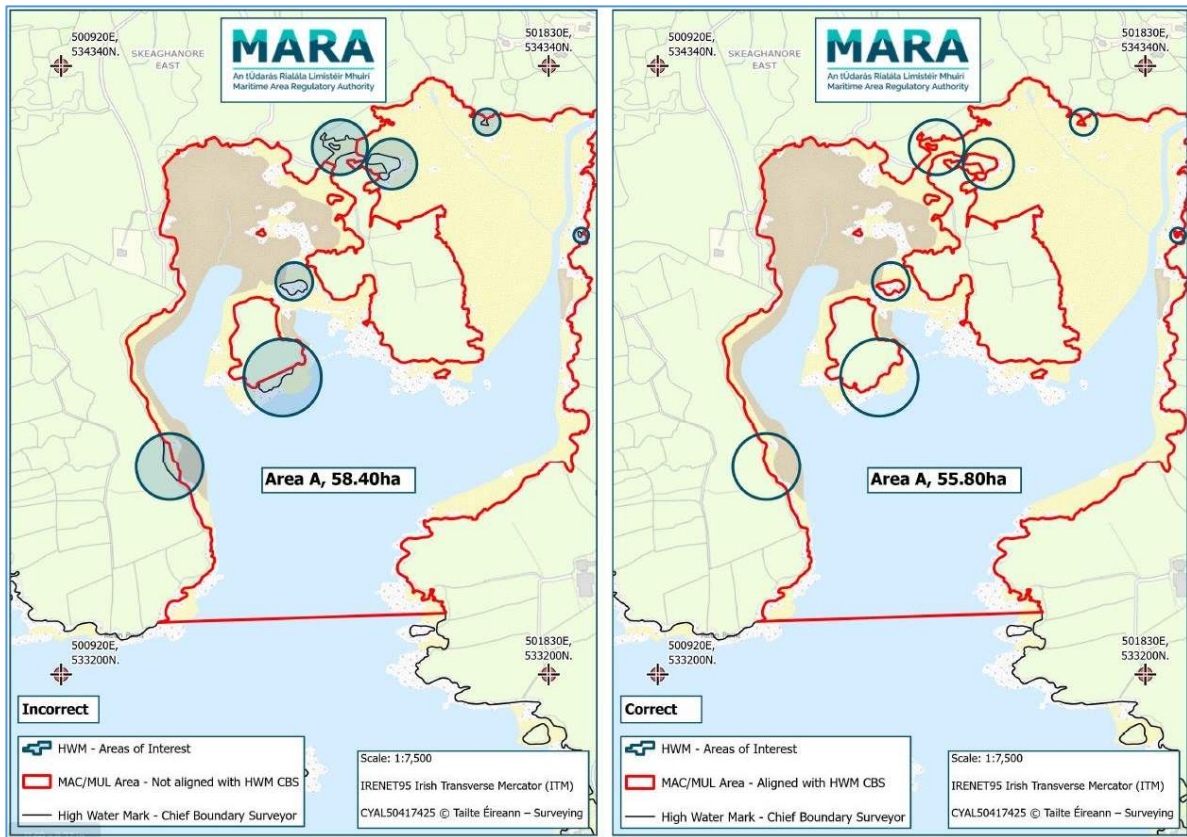 500920E,
534340N.
SKEAGHANORE
EAST
MARA
An tÚdarás Rialála Limistéir Mhuirí
Maritime Area Regulatory Authority
501830E,
534340N.
Area A, 58.40ha
500920E,
533200N.
501830E,
533200N.
Incorrect
HWM - Areas of Interest
MAC/MUL Area - Not aligned with HWM CBS
High Water Mark - Chief Boundary Surveyor
Scale: 1:7,500
IRENET95 Irish Transverse Mercator (ITM)
CYAL50417425 © Tailte Éireann – Surveying
500920E,
534340N.
SKEAGHANORE
EAST
MARA
An tÚdarás Rialála Limistéir Mhuirí
Maritime Area Regulatory Authority
501830E,
534340N.
Area A, 55.80ha
500920E,
533200N.
501830E,
533200N.
Correct
HWM - Areas of Interest
MAC/MUL Area - Aligned with HWM CBS
High Water Mark - Chief Boundary Surveyor
Scale: 1:7,500
IRENET95 Irish Transverse Mercator (ITM)
CYAL50417425 © Tailte Éireann – Surveying